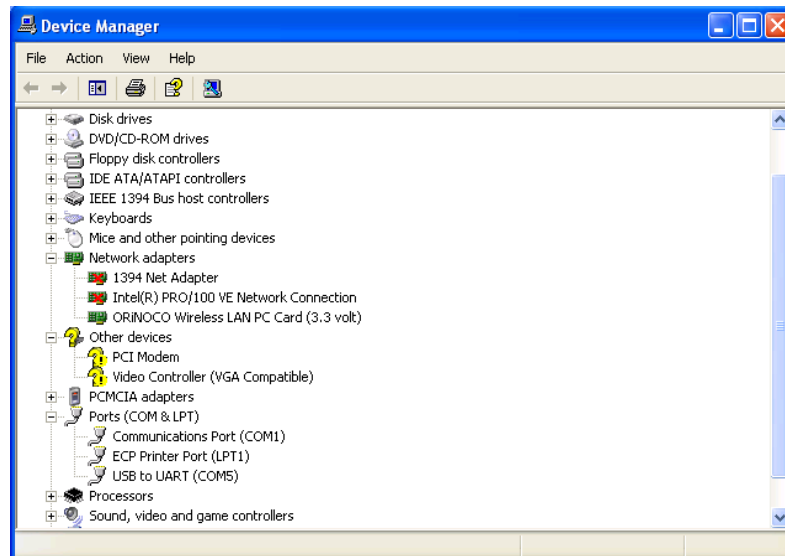 Device Manager
File Action View Help
Disk drives
DVD/CD-ROM drives
Floppy disk controllers
IDE ATA/ATAPI controllers
IEEE 1394 Bus host controllers
Keyboards
Mice and other pointing devices
Network adapters
1394 Net Adapter
Intel(R) PRO/100 VE Network Connection
ORiNOCO Wireless LAN PC Card (3.3 volt)
Other devices
PCI Modem
Video Controller (VGA Compatible)
PCMCIA adapters
Ports (COM & LPT)
Communications Port (COM1)
ECP Printer Port (LPT1)
USB to UART (COM5)
Processors
Sound, video and game controllers